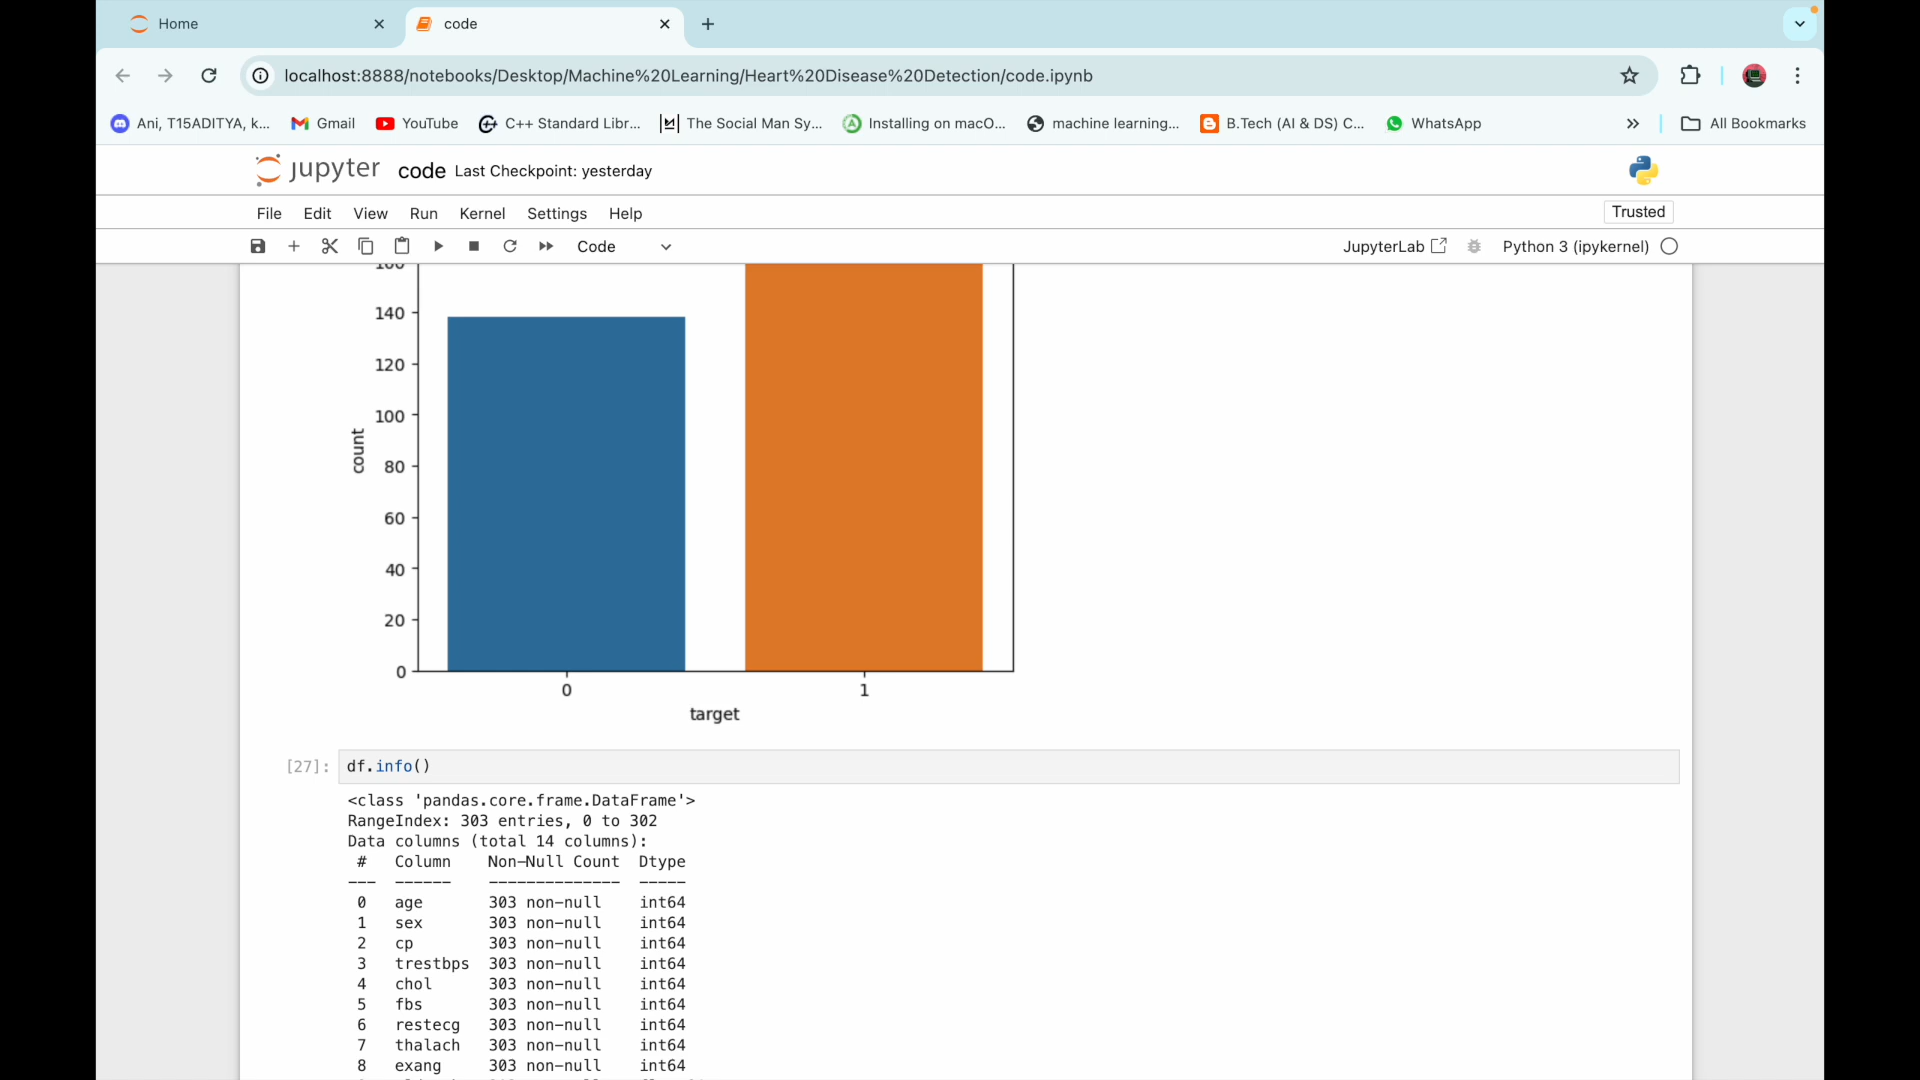 Home
code
localhost:8888/notebooks/Desktop/Machine%20Learning/Heart%20Disease%20Detection/code.ipynb
Ani, T15ADITYA, k...
Gmail
YouTube
C++ Standard Libr...
The Social Man Sy...
Installing on macO...
machine learning...
B.Tech (AI & DS) C...
WhatsApp
All Bookmarks
jupyter code Last Checkpoint: yesterday
File Edit View Run Kernel Settings Help
Trusted
Code
JupyterLab
Python 3 (ipykernel)
160
140
120
100
80
60
40
20
0
count
0 1
target
[27]: df.info()
<class 'pandas.core.frame.DataFrame'>
RangeIndex: 303 entries, 0 to 302
Data columns (total 14 columns):
# Column Non-Null Count Dtype
--- ------ -------------- -----
0 age 303 non-null int64
1 sex 303 non-null int64
2 cp 303 non-null int64
3 trestbps 303 non-null int64
4 chol 303 non-null int64
5 fbs 303 non-null int64
6 restecg 303 non-null int64
7 thalach 303 non-null int64
8 exang 303 non-null int64